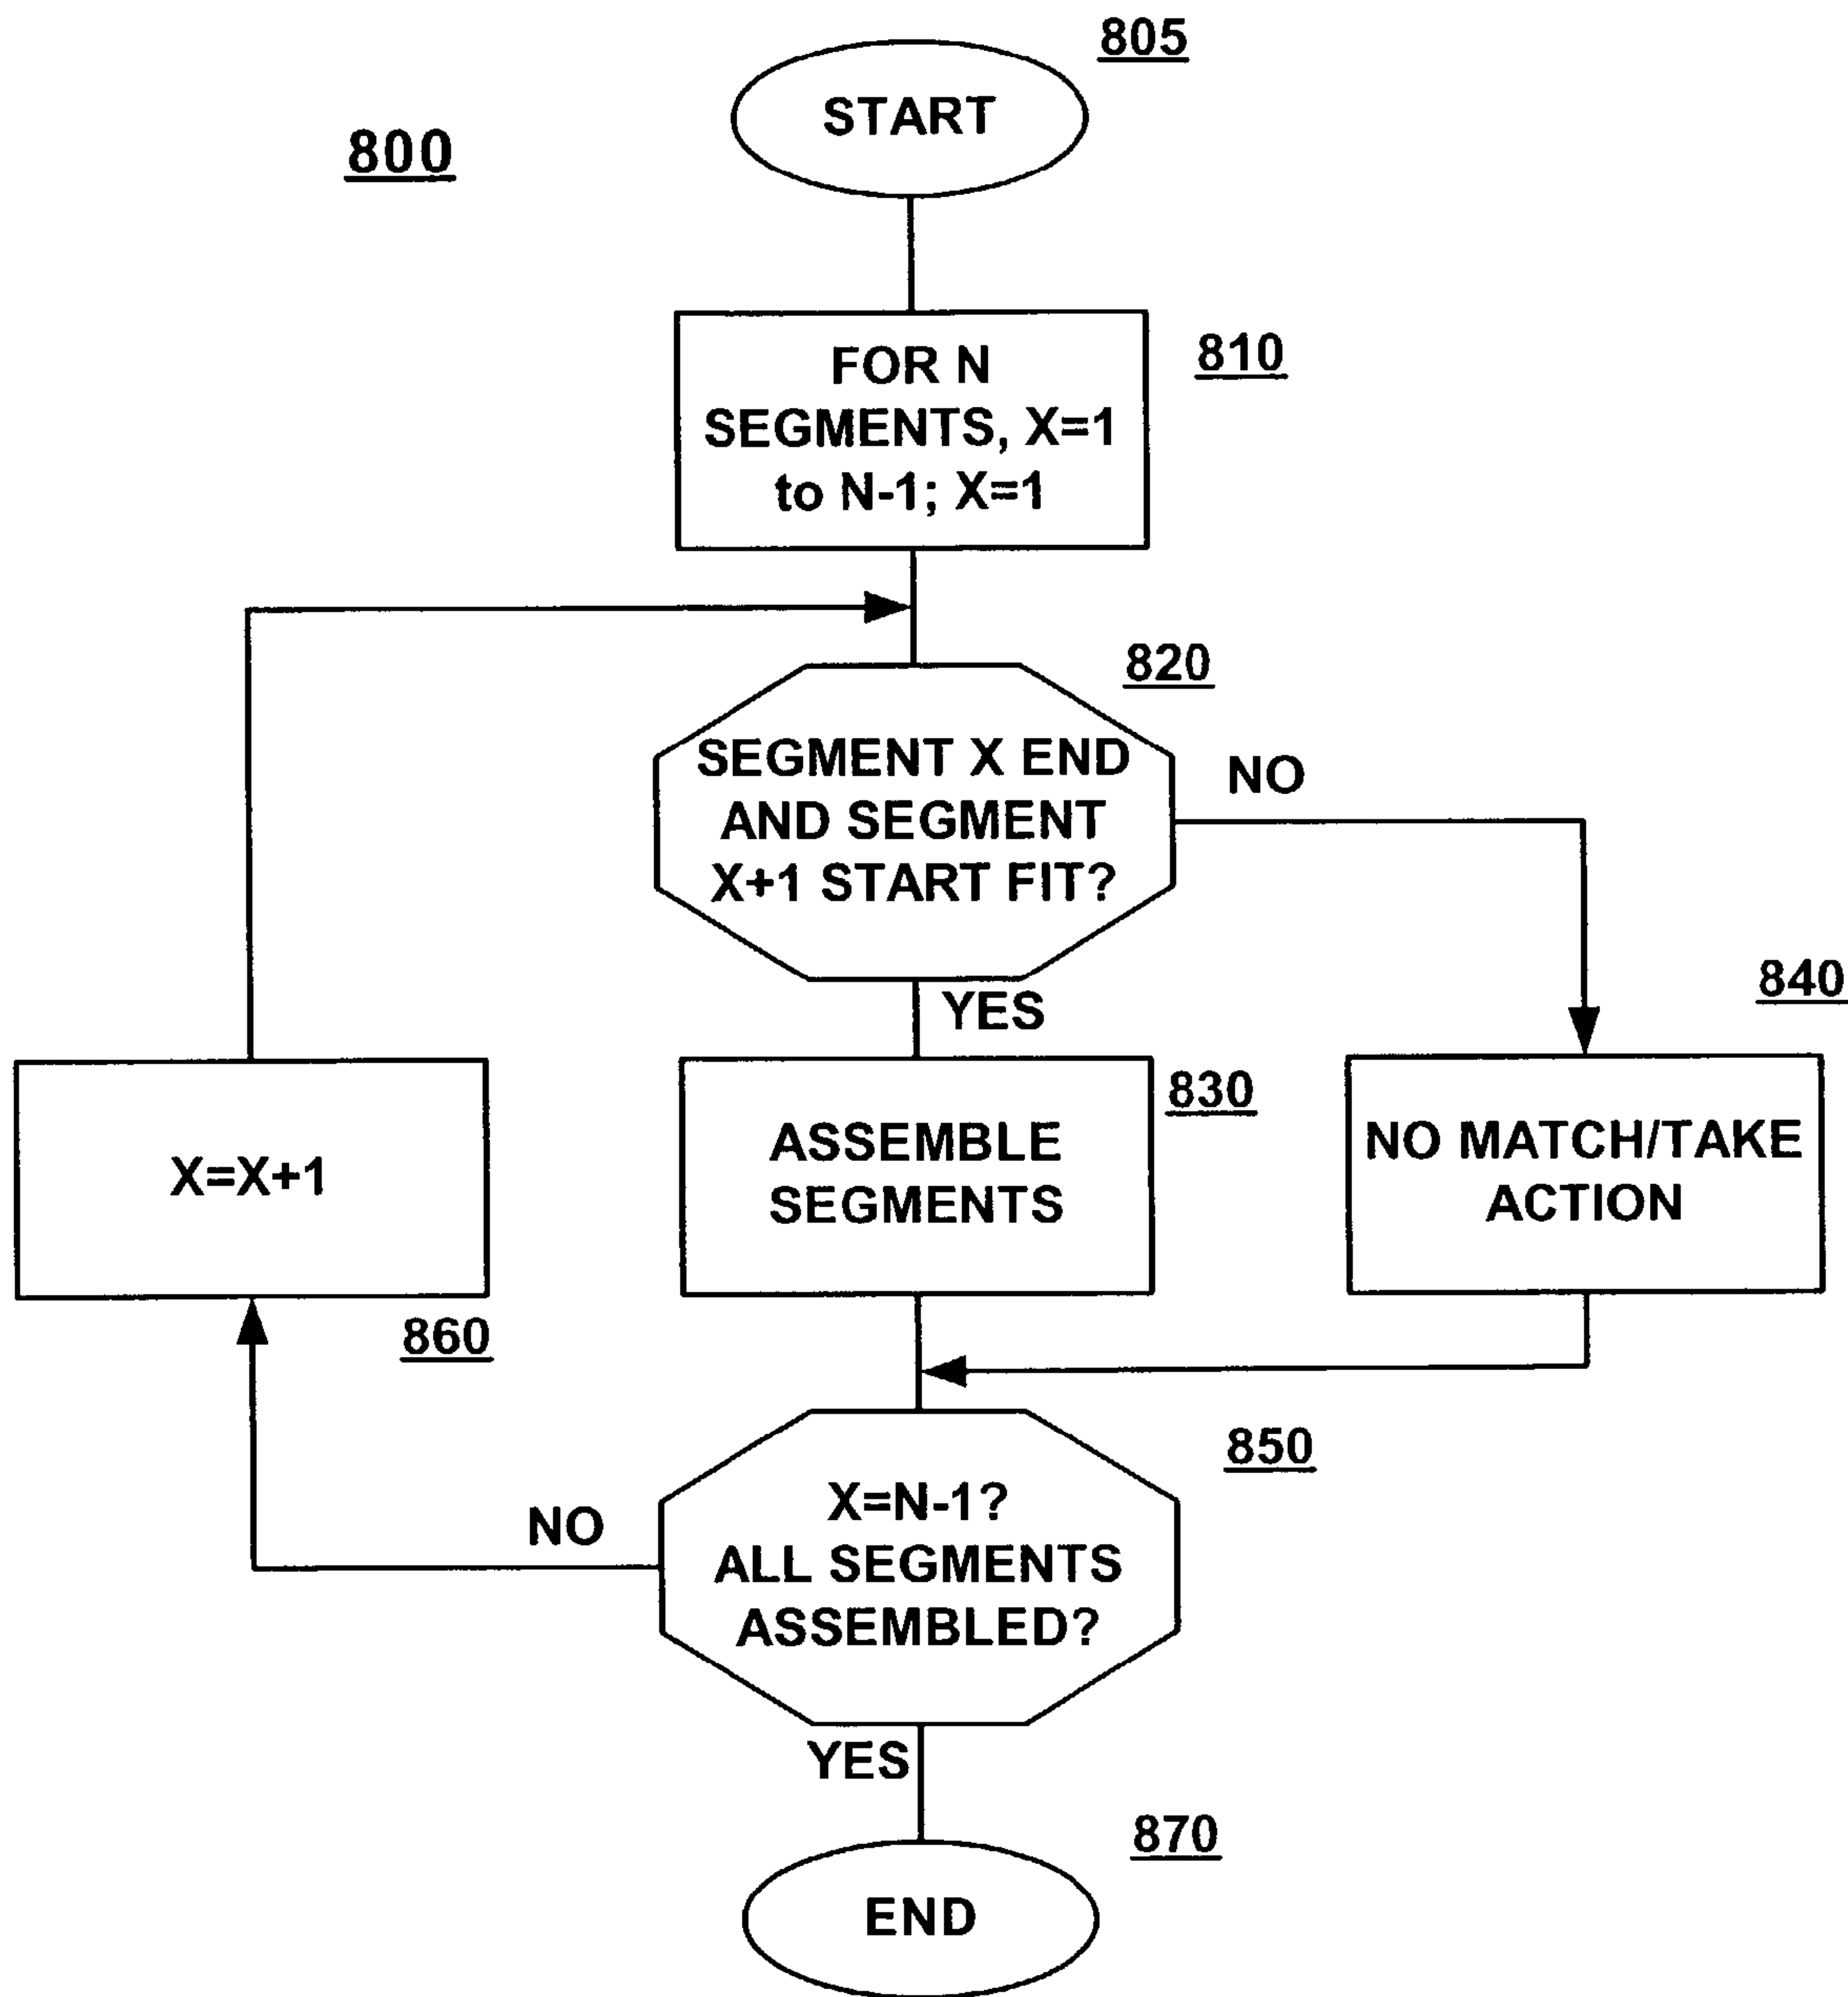 805
START
800
FOR N
SEGMENTS, X=1
to N-1; X=1
810
820
SEGMENT X END
AND SEGMENT
X+1 START FIT?
NO
YES
840
X=X+1
860
830
ASSEMBLE
SEGMENTS
NO MATCH/TAKE
ACTION
850
X=N-1?
ALL SEGMENTS
ASSEMBLED?
NO
YES
870
END